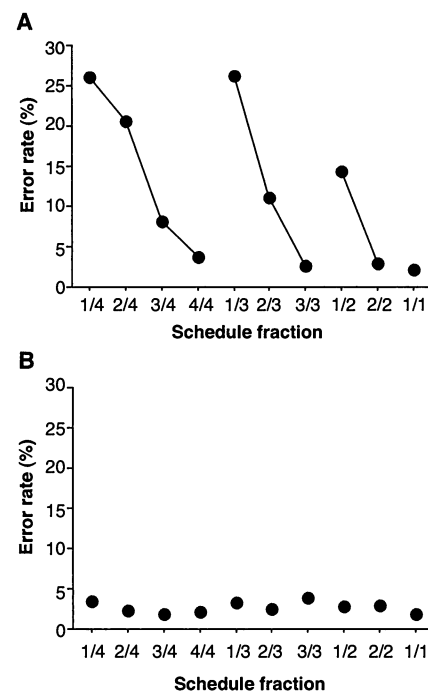 A
30
25
20
15
10
5
0
Error rate (%)
1/4 2/4 3/4 4/4 1/3 2/3 3/3 1/2 2/2 1/1
Schedule fraction
B
30
25
20
15
10
5
0
Error rate (%)
1/4 2/4 3/4 4/4 1/3 2/3 3/3 1/2 2/2 1/1
Schedule fraction